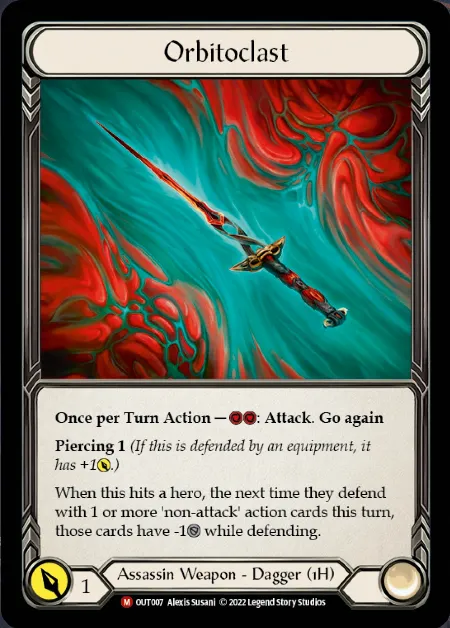 Orbitoclast
Once per Turn Action — : Attack. Go again
Piercing 1 (If this is defended by an equipment, it
has +1.)
When this hits a hero, the next time they defend
with 1 or more 'non-attack' action cards this turn,
those cards have -1 while defending.
1
Assassin Weapon - Dagger (1H)
M OUT007 Alexis Susani © 2022 Legend Story Studios